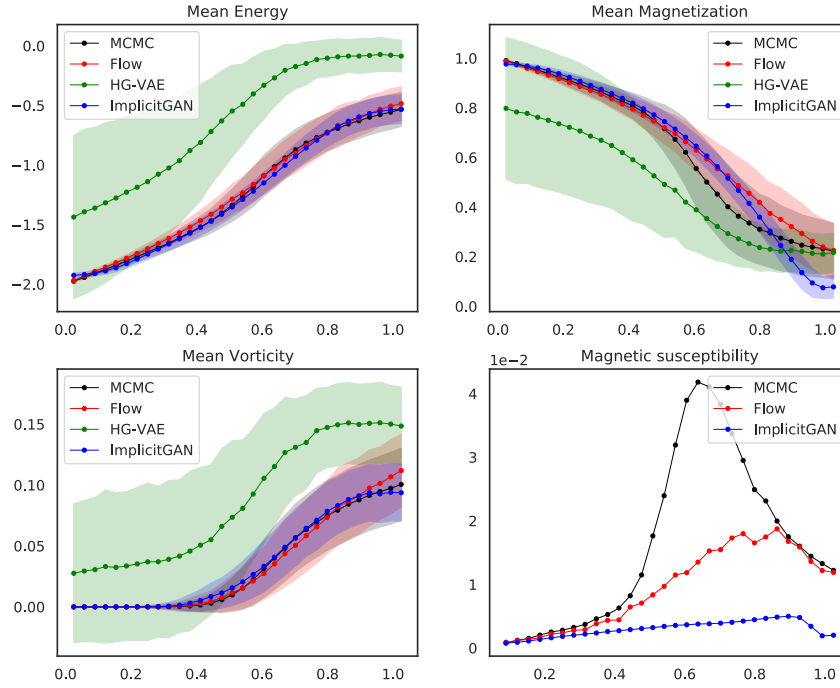 Mean Energy
MCMC
Flow
HG-VAE
ImplicitGAN
0.0
−0.5
−1.0
−1.5
−2.0
0.0 0.2 0.4 0.6 0.8 1.0
Mean Magnetization
MCMC
Flow
HG-VAE
ImplicitGAN
1.0
0.8
0.6
0.4
0.2
0.0
0.0 0.2 0.4 0.6 0.8 1.0
Mean Vorticity
MCMC
Flow
HG-VAE
ImplicitGAN
0.15
0.10
0.05
0.00
0.0 0.2 0.4 0.6 0.8 1.0
1e−2
Magnetic susceptibility
MCMC
Flow
ImplicitGAN
4
3
2
1
0
0.2 0.4 0.6 0.8 1.0